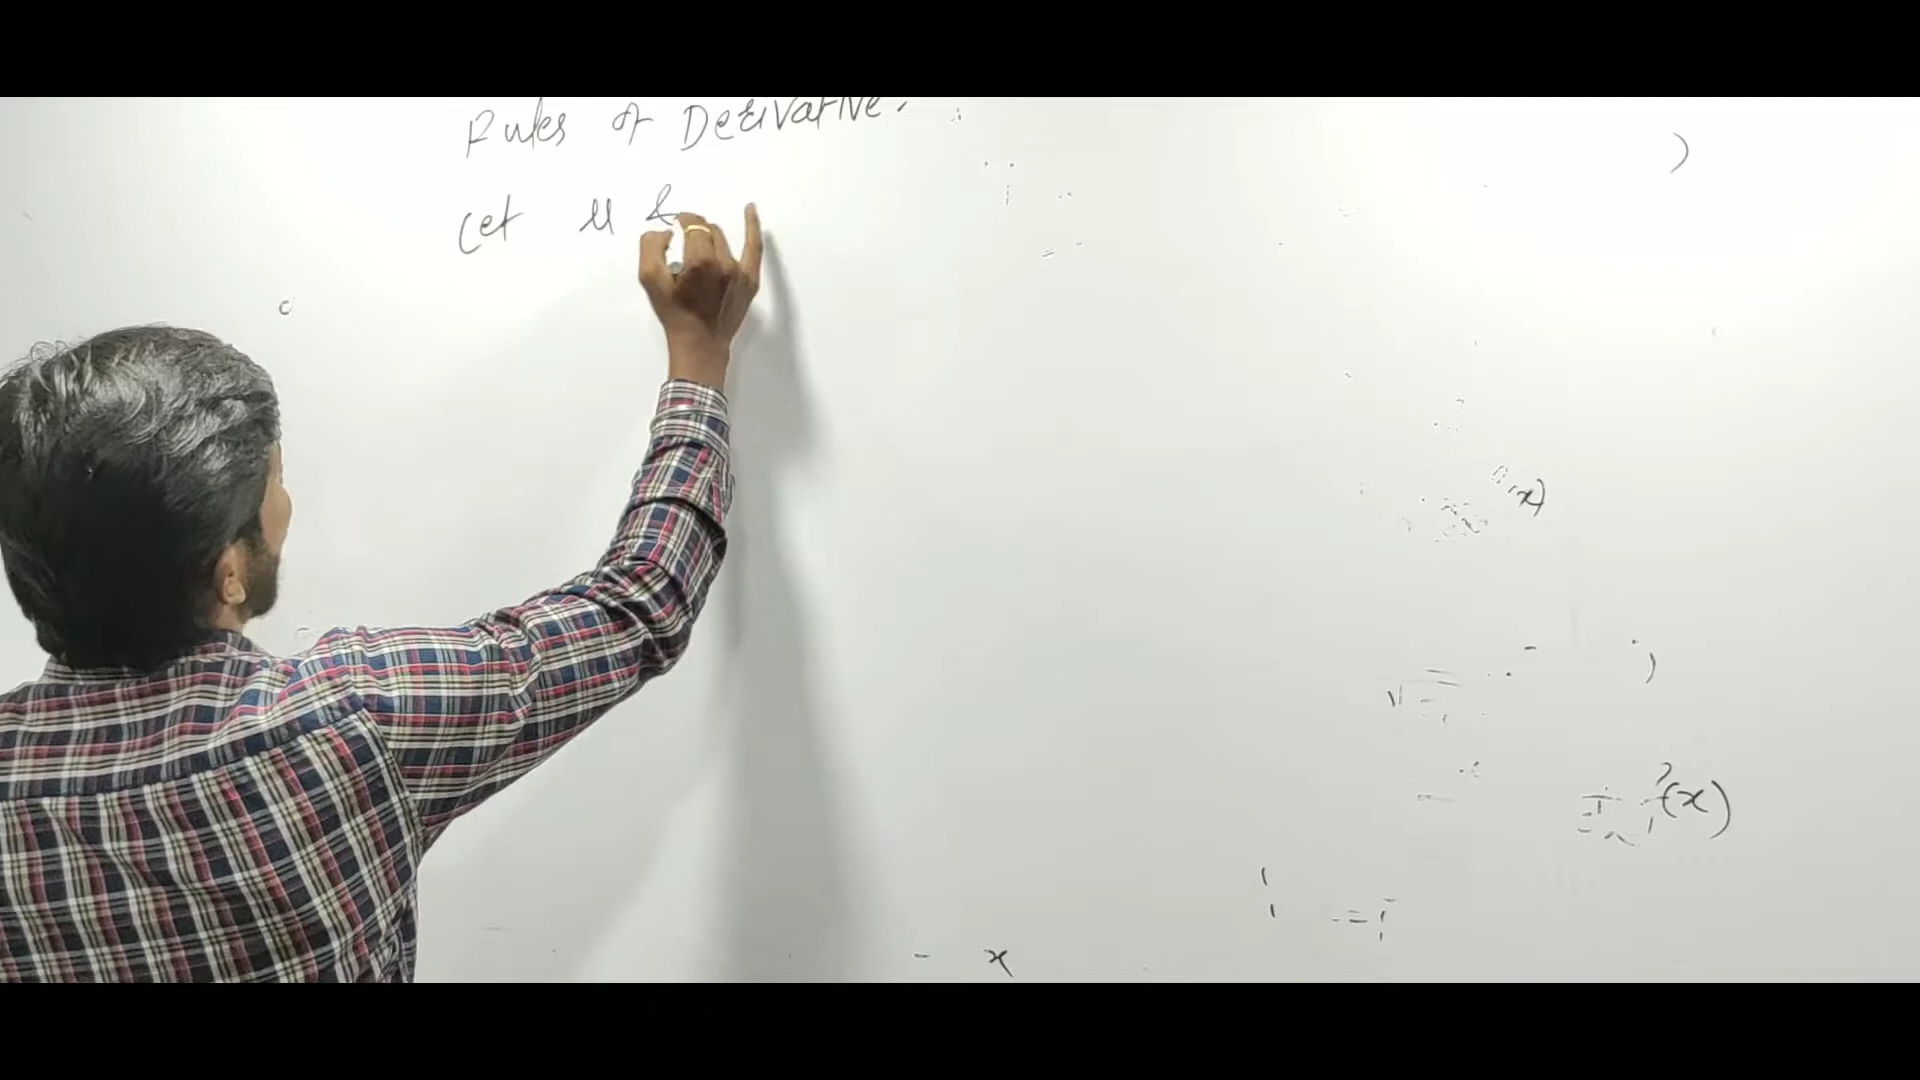 Rules of Derivative.
Let u &
)
c
(x)
)
(x)
x